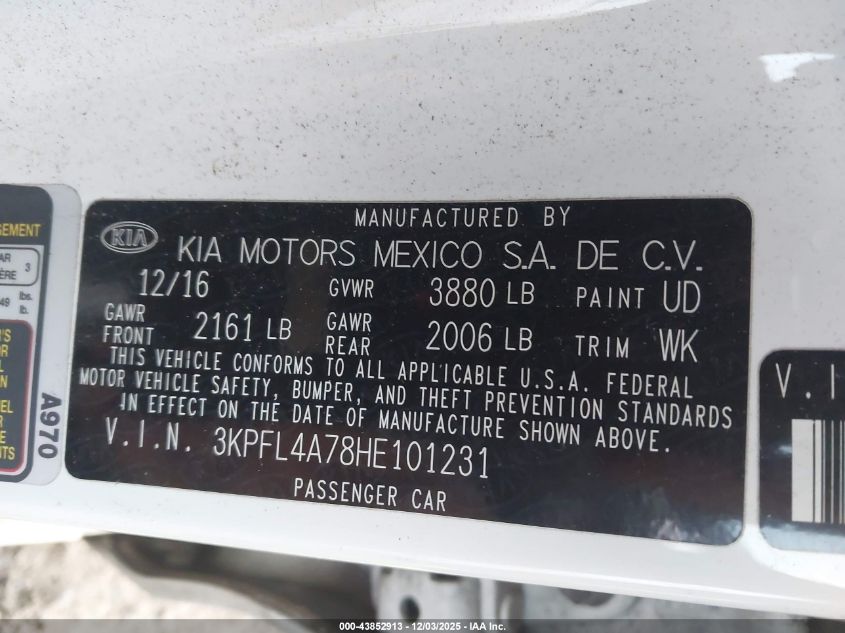 MANUFACTURED BY
KIA KIA MOTORS MEXICO S.A. DE C.V.
12/16 GVWR 3880 LB PAINT UD
GAWR FRONT 2161 LB GAWR REAR 2006 LB TRIM WK
THIS VEHICLE CONFORMS TO ALL APPLICABLE U.S.A. FEDERAL
MOTOR VEHICLE SAFETY, BUMPER, AND THEFT PREVENTION STANDARDS
IN EFFECT ON THE DATE OF MANUFACTURE SHOWN ABOVE.
V.I.N. 3KPFL4A78HE101231
PASSENGER CAR
A970
3
lbs.
lb.
V.I
000-43852913 - 12/03/2025 - IAA Inc.